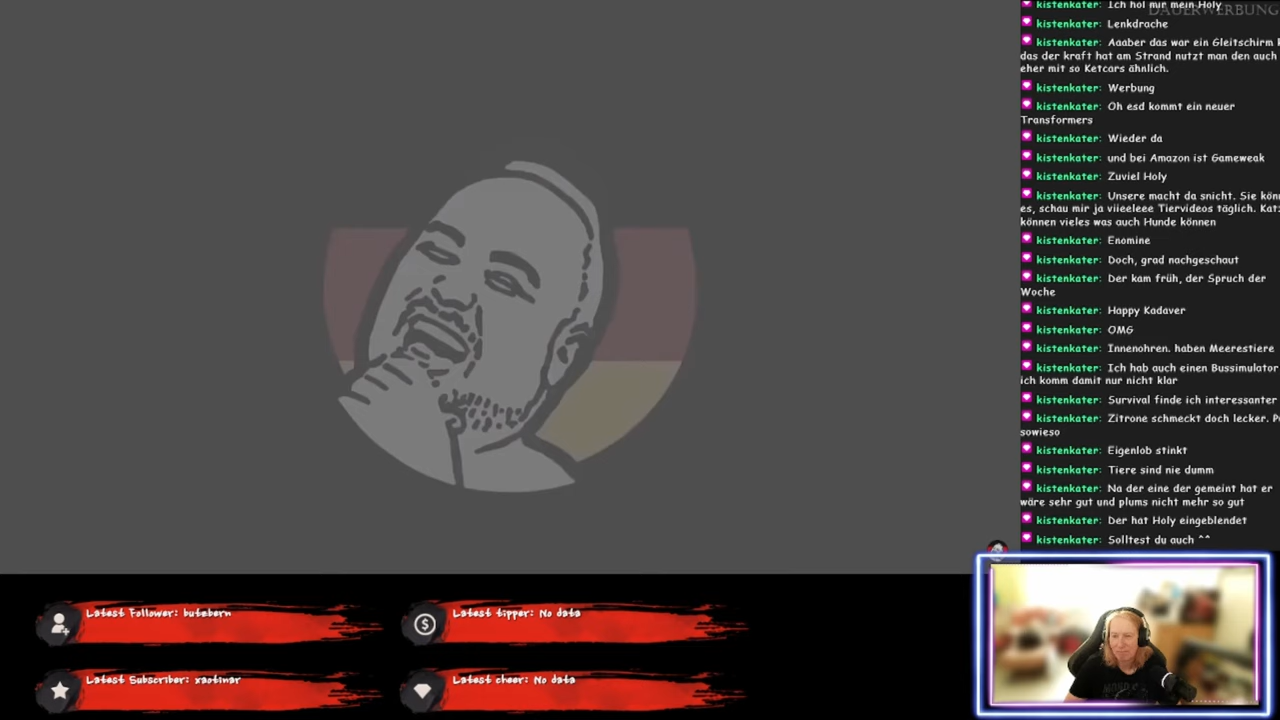 kistenkater: Ich hol mir mein Holy
DAUERWERBUNG
kistenkater: Lenkdrache
kistenkater: Aaaber das war ein Gleitschirm
das der kraft hat am Strand nutzt man den auch
eher mit so Ketcars ähnlich.
kistenkater: Werbung
kistenkater: Oh esd kommt ein neuer
Transformers
kistenkater: Wieder da
kistenkater: und bei Amazon ist Gameweak
kistenkater: Zuviel Holy
kistenkater: Unsere macht da snicht. Sie kön
es, schau mir ja viieeleee Tiervideos täglich. Kat
können vieles was auch Hunde können
kistenkater: Enomine
kistenkater: Doch, grad nachgeschaut
kistenkater: Der kam früh, der Spruch der
Woche
kistenkater: Happy Kadaver
kistenkater: OMG
kistenkater: Innenohren. haben Meerestiere
kistenkater: Ich hab auch einen Bussimulator
ich komm damit nur nicht klar
kistenkater: Survival finde ich interessanter
kistenkater: Zitrone schmeckt doch lecker.
sowieso
kistenkater: Eigenlob stinkt
kistenkater: Tiere sind nie dumm
kistenkater: Na der eine der gemeint hat er
wäre sehr gut und plums nicht mehr so gut
kistenkater: Der hat Holy eingeblendet
kistenkater: Solltest du auch ^^
Latest Follower: butebern
Latest tipper: No data
Latest Subscriber: xaotinar
Latest cheer: No data